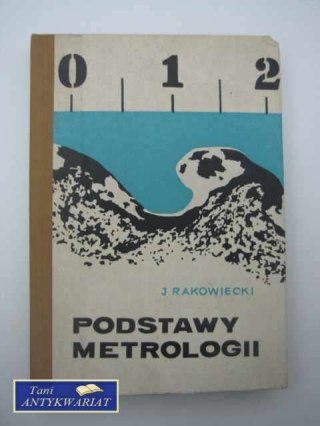 0 1 2
J. RAKOWIECKI
PODSTAWY
METROLOGII
Tani
ANTYKWARIAT